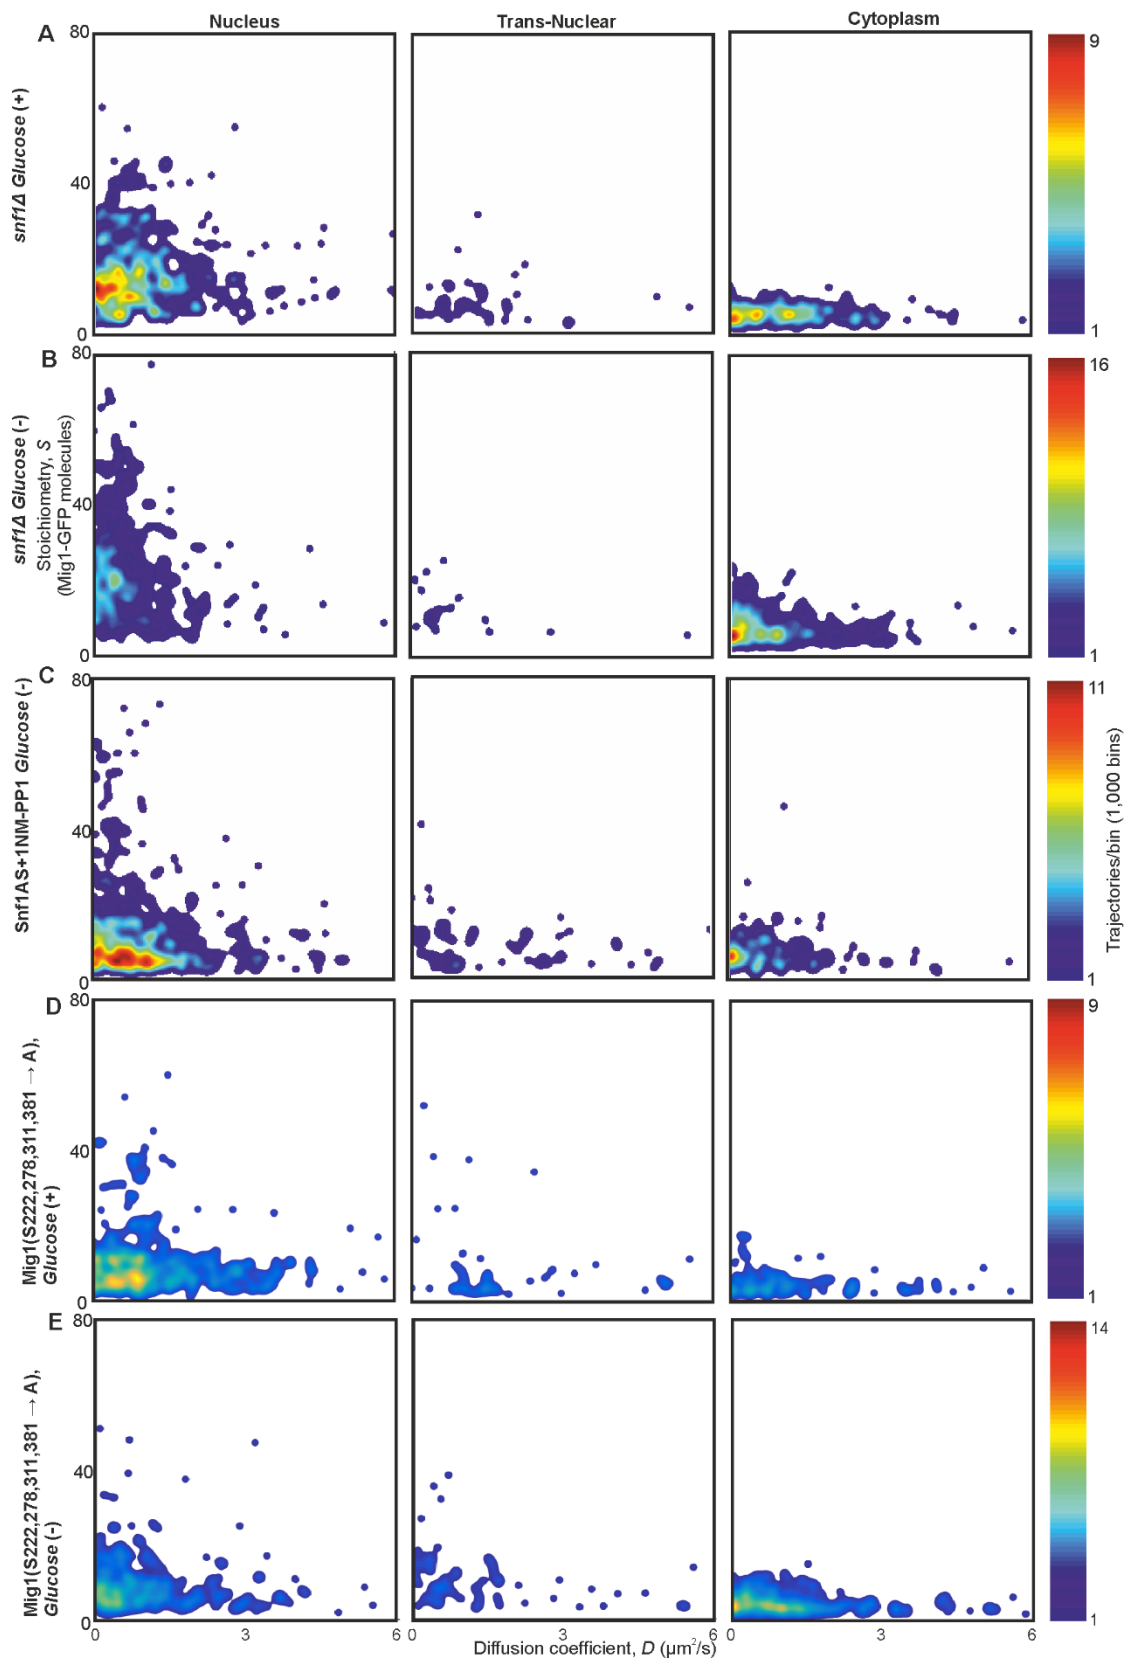 Nucleus
Trans-Nuclear
Cytoplasm
A
snf1Δ Glucose (+)
80
40
0
9
1
B
snf1Δ Glucose (-)
Stoichiometry, S
(Mig1-GFP molecules)
80
40
0
16
1
C
Snf1AS+1NM-PP1 Glucose (-)
80
40
0
11
1
Trajectories/bin (1,000 bins)
D
Mig1(S222,278,311,381 → A),
Glucose (+)
80
40
0
9
1
E
Mig1(S222,278,311,381 → A),
Glucose (-)
80
40
0
14
1
0 3 6 0 3 6 0 3 6
Diffusion coefficient, D (μm²/s)